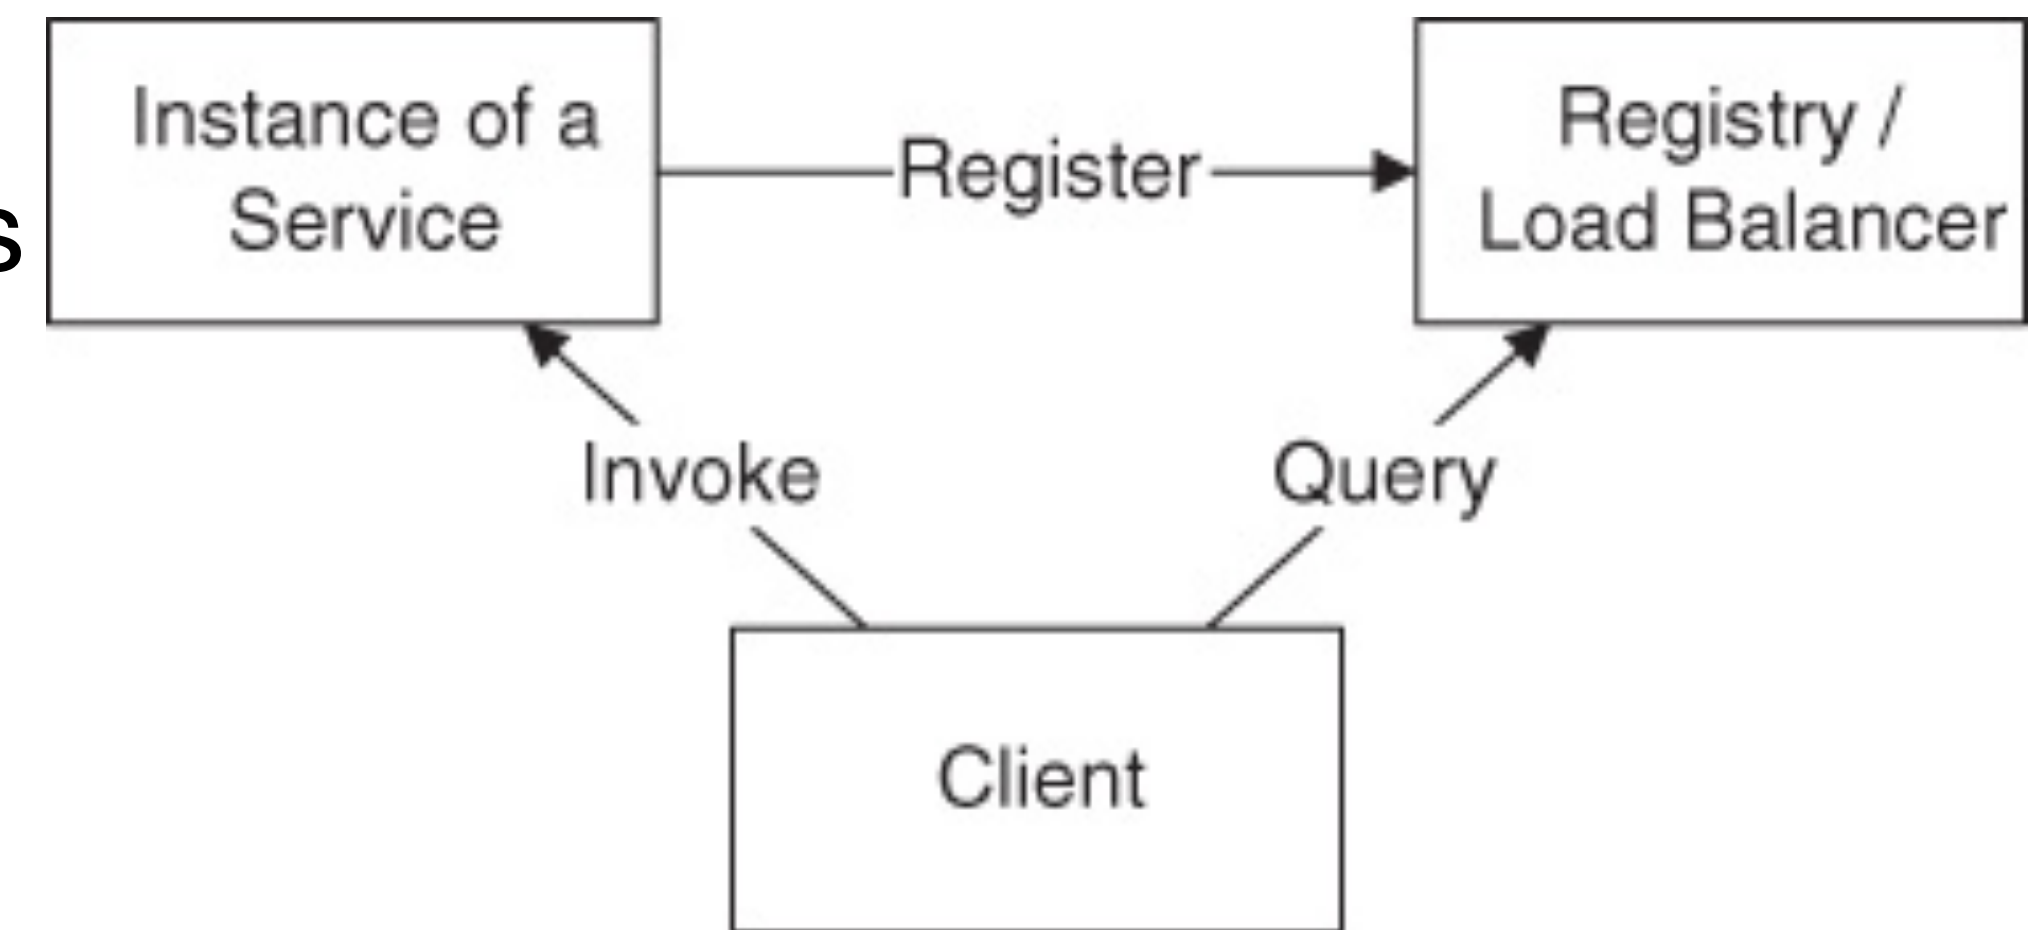 Instance of a
Service
Register
Registry /
Load Balancer
s
Invoke
Query
Client